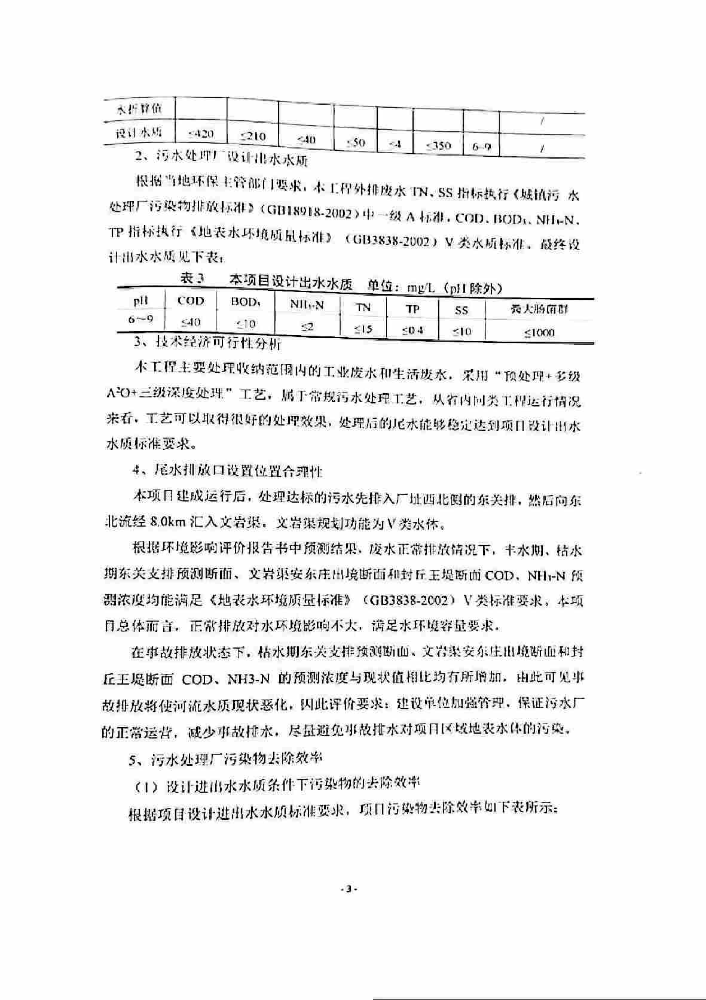 水折算值 /
设计水质 ≤420 ≤210 ≤40 ≤50 ≤4 ≤350 6-9 /
2、污水处理厂设计出水水质
根据当地环保主管部门要求，本工程外排废水 TN、SS 指标执行《城镇污 水
处理厂污染物排放标准》（GB18918-2002）中一级 A 标准，COD、BOD₅、NH₃-N、
TP 指标执行《地表水环境质量标准》（GB3838-2002）V 类水质标准。最终设
计出水水质见下表：
表 3 本项目设计出水水质 单位：mg/L（pH 除外）
pH COD BOD₅ NH₃-N TN TP SS 粪大肠菌群
6～9 ≤40 ≤10 ≤2 ≤15 ≤0.4 ≤10 ≤1000
3、技术经济可行性分析
本工程主要处理收纳范围内的工业废水和生活废水，采用“预处理+多级
A²O+三级深度处理”工艺，属于常规污水处理工艺，从省内同类工程运行情况
来看，工艺可以取得很好的处理效果，处理后的尾水能够稳定达到项目设计出水
水质标准要求。
4、尾水排放口设置位置合理性
本项目建成运行后，处理达标的污水先排入厂址西北侧的东关排，然后向东
北流经 8.0km 汇入文岩渠。文岩渠规划功能为 V 类水体。
根据环境影响评价报告书中预测结果，废水正常排放情况下，丰水期、枯水
期东关支排预测断面、文岩渠安东庄出境断面和封丘王堤断面 COD、NH₃-N 预
测浓度均能满足《地表水环境质量标准》（GB3838-2002）V 类标准要求。本项
目总体而言，正常排放对水环境影响不大，满足水环境容量要求。
在事故排放状态下，枯水期东关支排预测断面、文岩渠安东庄出境断面和封
丘王堤断面 COD、NH3-N 的预测浓度与现状值相比均有所增加，由此可见事
故排放将使河流水质现状恶化，因此评价要求：建设单位加强管理，保证污水厂
的正常运营，减少事故排水，尽量避免事故排水对项目区域地表水体的污染。
5、污水处理厂污染物去除效率
（1）设计进出水水质条件下污染物的去除效率
根据项目设计进出水水质标准要求，项目污染物去除效率如下表所示：
- 3 -